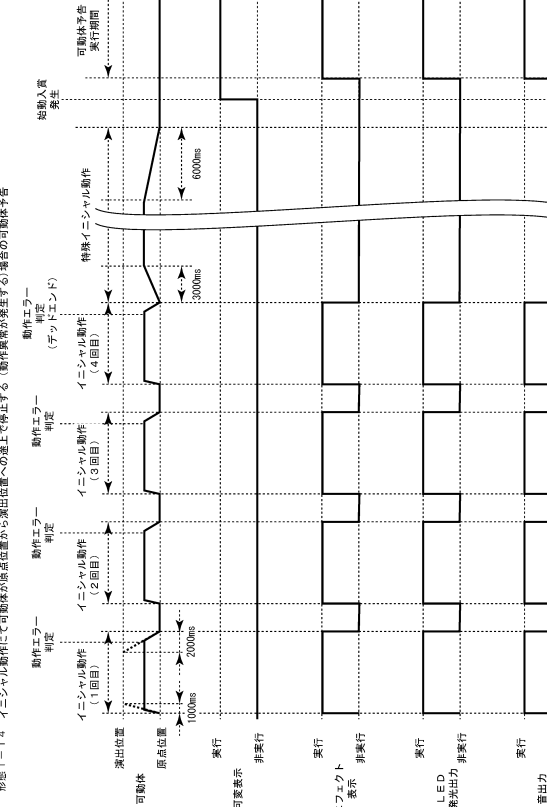 形態1-14 イニシャル動作にて可動体が原点位置から演出位置への途上で停止する(動作異常が発生する)場合の可動体予告
動作エラー
判定
動作エラー
判定
動作エラー
判定
動作エラー
判定
(デッドエンド)
始動入賞
発生
イニシャル動作
(1回目)
イニシャル動作
(2回目)
イニシャル動作
(3回目)
イニシャル動作
(4回目)
特殊イニシャル動作
可動体予告
実行期間
可動体
演出位置
原点位置
1000ms
2000ms
3000ms
6000ms
可変表示
実行
非実行
フェクト
表示
実行
非実行
LED
発光出力
実行
非実行
音出力
実行